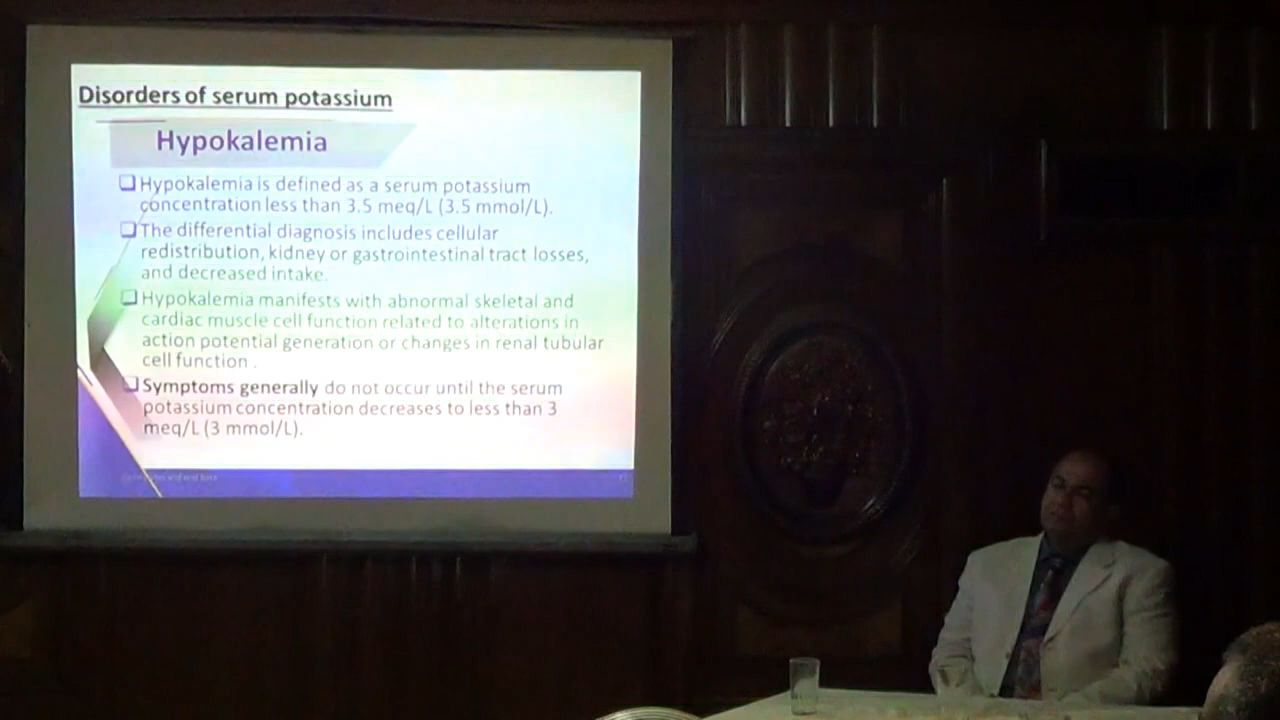 Disorders of serum potassium
Hypokalemia
Hypokalemia is defined as a serum potassium
concentration less than 3.5 meq/L (3.5 mmol/L).
The differential diagnosis includes cellular
redistribution, kidney or gastrointestinal tract losses,
and decreased intake.
Hypokalemia manifests with abnormal skeletal and
cardiac muscle cell function related to alterations in
action potential generation or changes in renal tubular
cell function .
Symptoms generally do not occur until the serum
potassium concentration decreases to less than 3
meq/L (3 mmol/L).
and acid base